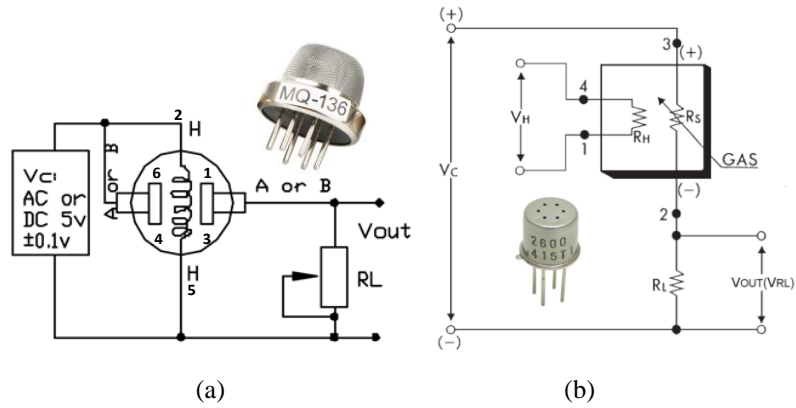 2
H
MQ-136
Vc:
AC or
DC 5v
±0.1v
A or B
6
1
A or B
4
3
Vout
H
5
RL
(a)
(+)
3
(+)
4
VH
RH
RS
1
GAS
VC
(-)
2
2600
415T
RL
VOUT(VRL)
(-)
(b)